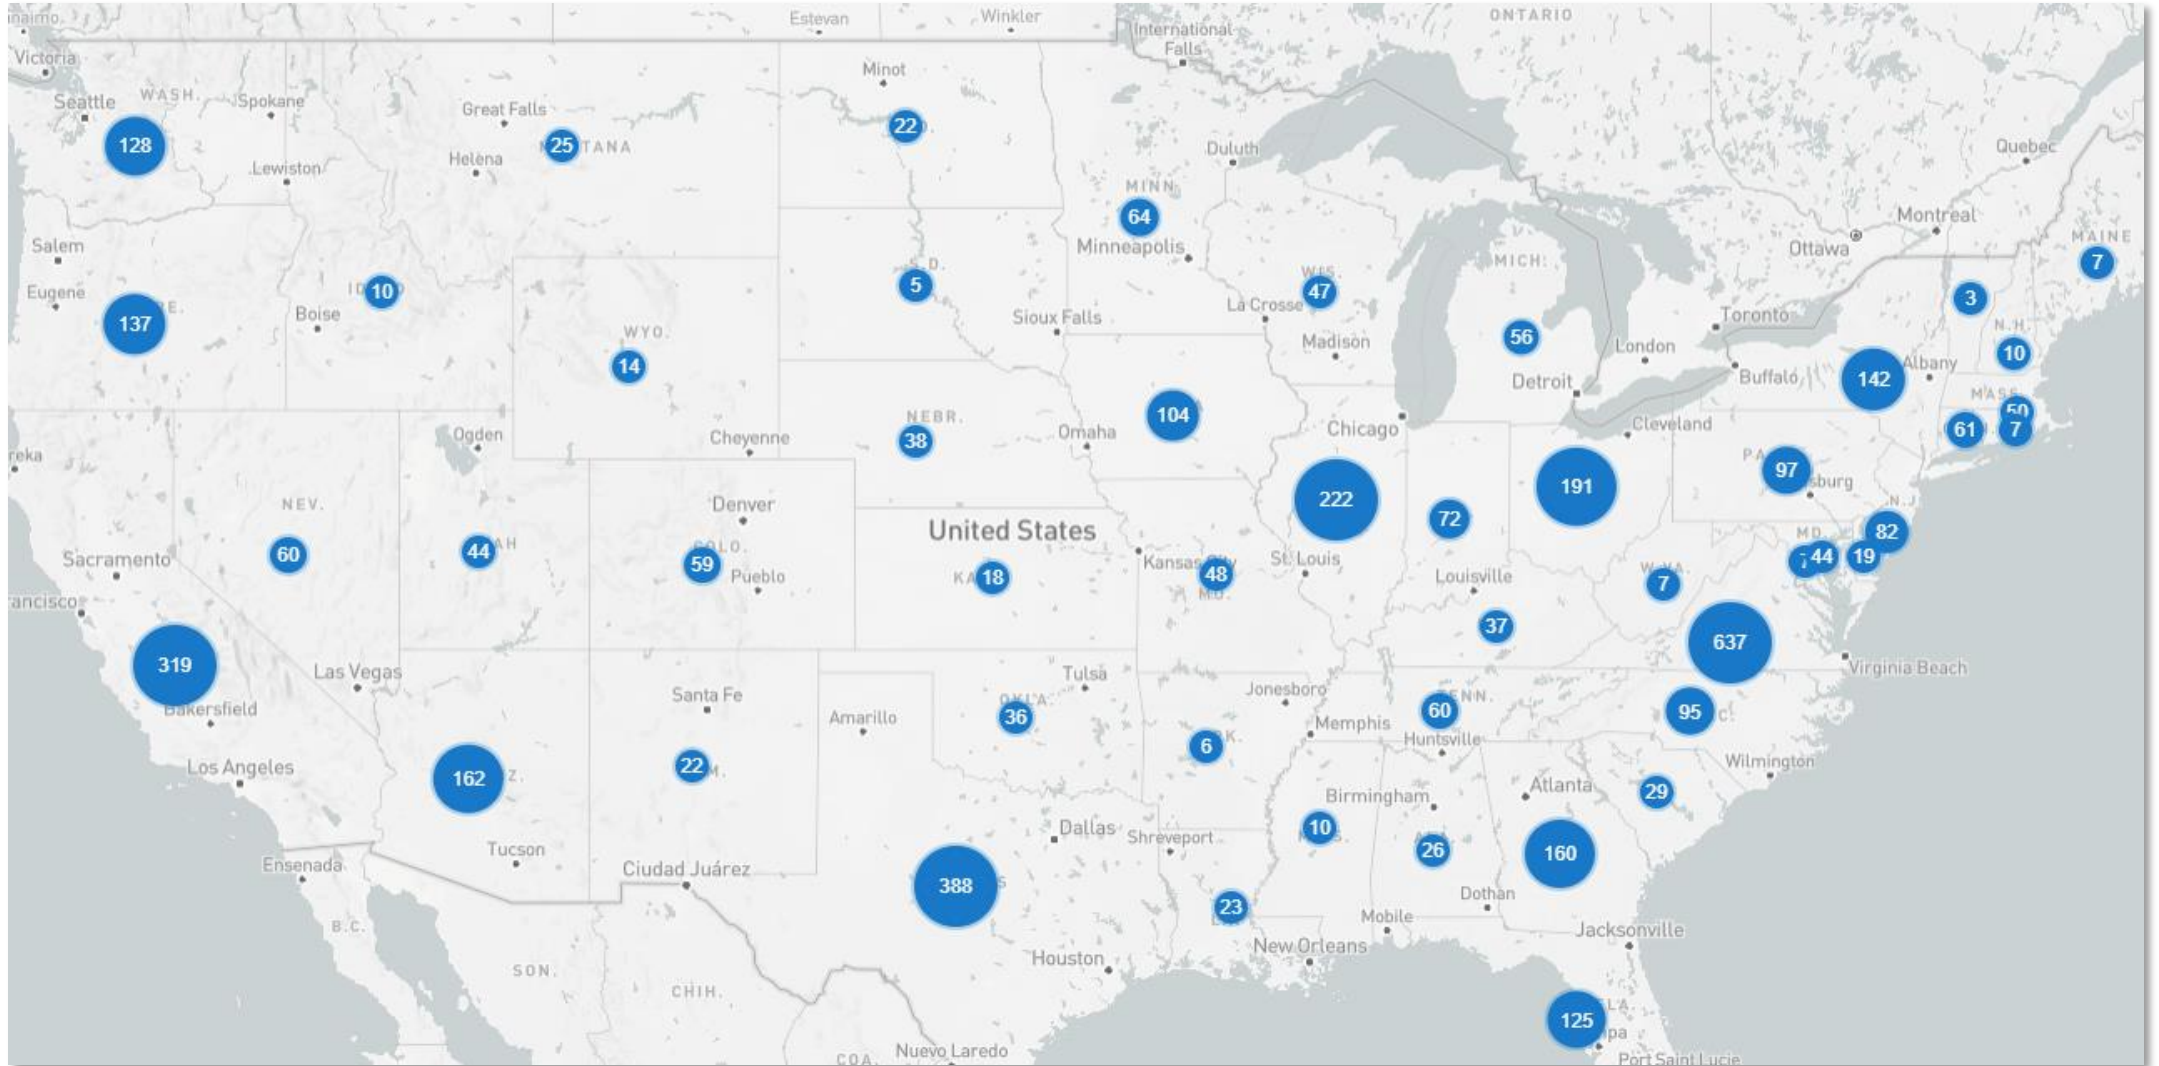 Estevan
Winkler
ONTARIO
International
Falls
Victoria
Minot
Seattle
WASH.
Spokane
Great Falls
22
128
25
Helena
Duluth
Quebec
Lewiston
MINN.
64
Montreal
Salem
Minneapolis
Ottawa
MAINE
7
S.D.
MICH.
WIS.
5
47
3
Eugene
10
La Crosse
Boise
Sioux Falls
Toronto
137
WYO.
Madison
56
London
N.H.
10
14
Detroit
Buffalo
142
Albany
MASS.
104
NEBR.
38
Omaha
Chicago
Cleveland
50
61
7
Ogden
Cheyenne
97
NEV.
Denver
222
191
N.J.
United States
72
82
MD.
Sacramento
60
44
COLO.
59
Pueblo
18
Kansas City
48
MO.
St. Louis
Louisville
W.VA.
7
44
19
37
637
319
Bakersfield
Las Vegas
Santa Fe
Tulsa
Virginia Beach
OKLA.
36
Jonesboro
TENN.
60
95
Amarillo
Memphis
Huntsville
6
Los Angeles
162
22
Wilmington
Atlanta
29
Birmingham
Dallas
Shreveport
10
26
160
Tucson
Ensenada
Ciudad Juárez
388
Dothan
23
Mobile
B.C.
Jacksonville
New Orleans
Houston
SON.
CHIH.
125
Nuevo Laredo
COA.
Port Saint Lucie